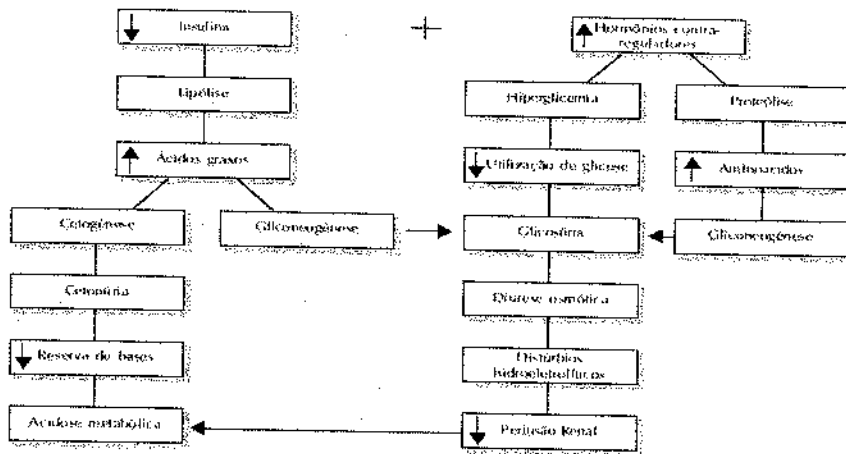 ↓ Insulina
+
↑ Hormônios contra-
reguladores
Lipólise
Hiperglicemia
Proteólise
↑ Ácidos graxos
↓ Utilização de glicose
↑ Aminoácidos
Cetogênese
Gliconeogênese
Glicosúria
Gliconeogênese
Cetonúria
Diurese osmótica
↓ Reserva de bases
Distúrbios
hidroeletrolíticos
Acidose metabólica
↓ Perfusão Renal